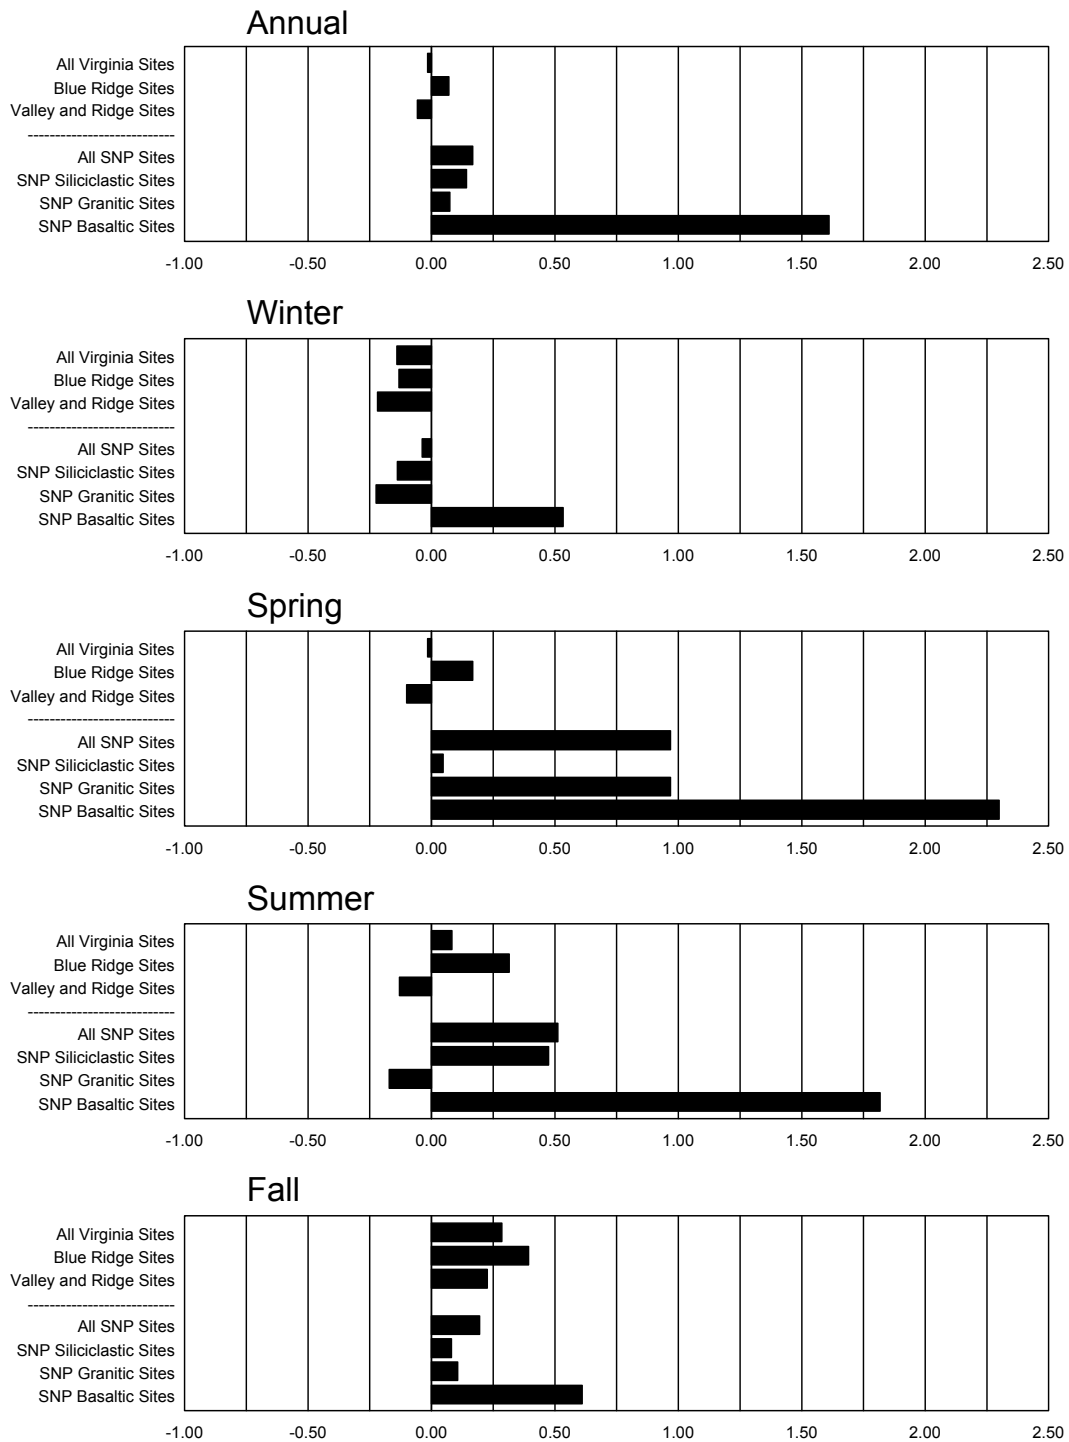 Annual
All Virginia Sites
Blue Ridge Sites
Valley and Ridge Sites
---------------------------
All SNP Sites
SNP Siliciclastic Sites
SNP Granitic Sites
SNP Basaltic Sites
-1.00 -0.50 0.00 0.50 1.00 1.50 2.00 2.50
Winter
All Virginia Sites
Blue Ridge Sites
Valley and Ridge Sites
---------------------------
All SNP Sites
SNP Siliciclastic Sites
SNP Granitic Sites
SNP Basaltic Sites
-1.00 -0.50 0.00 0.50 1.00 1.50 2.00 2.50
Spring
All Virginia Sites
Blue Ridge Sites
Valley and Ridge Sites
---------------------------
All SNP Sites
SNP Siliciclastic Sites
SNP Granitic Sites
SNP Basaltic Sites
-1.00 -0.50 0.00 0.50 1.00 1.50 2.00 2.50
Summer
All Virginia Sites
Blue Ridge Sites
Valley and Ridge Sites
---------------------------
All SNP Sites
SNP Siliciclastic Sites
SNP Granitic Sites
SNP Basaltic Sites
-1.00 -0.50 0.00 0.50 1.00 1.50 2.00 2.50
Fall
All Virginia Sites
Blue Ridge Sites
Valley and Ridge Sites
---------------------------
All SNP Sites
SNP Siliciclastic Sites
SNP Granitic Sites
SNP Basaltic Sites
-1.00 -0.50 0.00 0.50 1.00 1.50 2.00 2.50